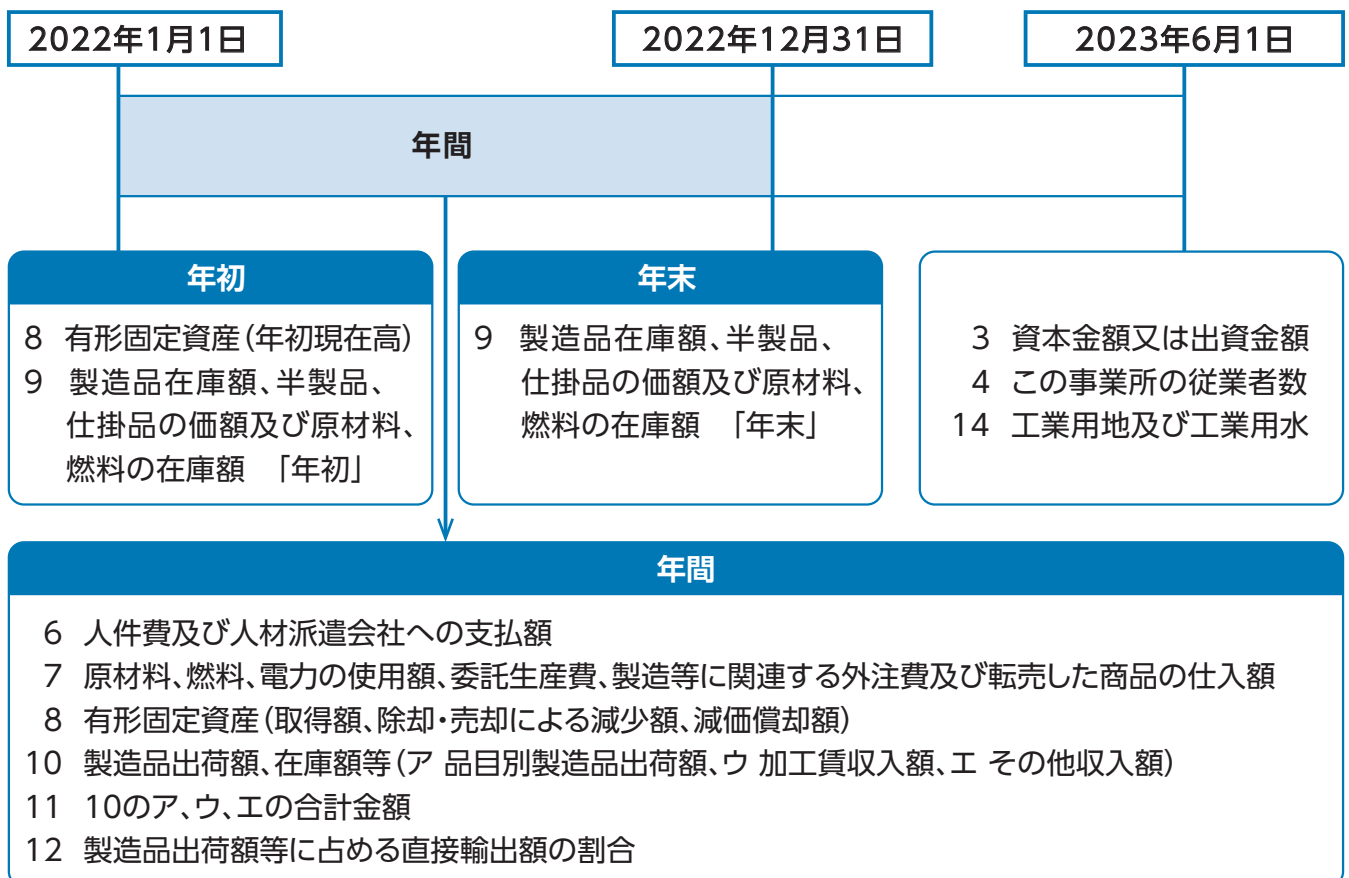 2022年1月1日
2022年12月31日
2023年6月1日
年間
年初
8 有形固定資産(年初現在高)
9 製造品在庫額、半製品、
仕掛品の価額及び原材料、
燃料の在庫額 「年初」
年末
9 製造品在庫額、半製品、
仕掛品の価額及び原材料、
燃料の在庫額 「年末」
3 資本金額又は出資金額
4 この事業所の従業者数
14 工業用地及び工業用水
年間
6 人件費及び人材派遣会社への支払額
7 原材料、燃料、電力の使用額、委託生産費、製造等に関連する外注費及び転売した商品の仕入額
8 有形固定資産(取得額、除却・売却による減少額、減価償却額)
10 製造品出荷額、在庫額等(ア 品目別製造品出荷額、ウ 加工賃収入額、エ その他収入額)
11 10のア、ウ、エの合計金額
12 製造品出荷額等に占める直接輸出額の割合